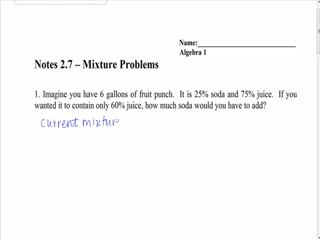 Name:
Algebra 1
Notes 2.7 – Mixture Problems
1. Imagine you have 6 gallons of fruit punch. It is 25% soda and 75% juice. If you
wanted it to contain only 60% juice, how much soda would you have to add?
current mixtur